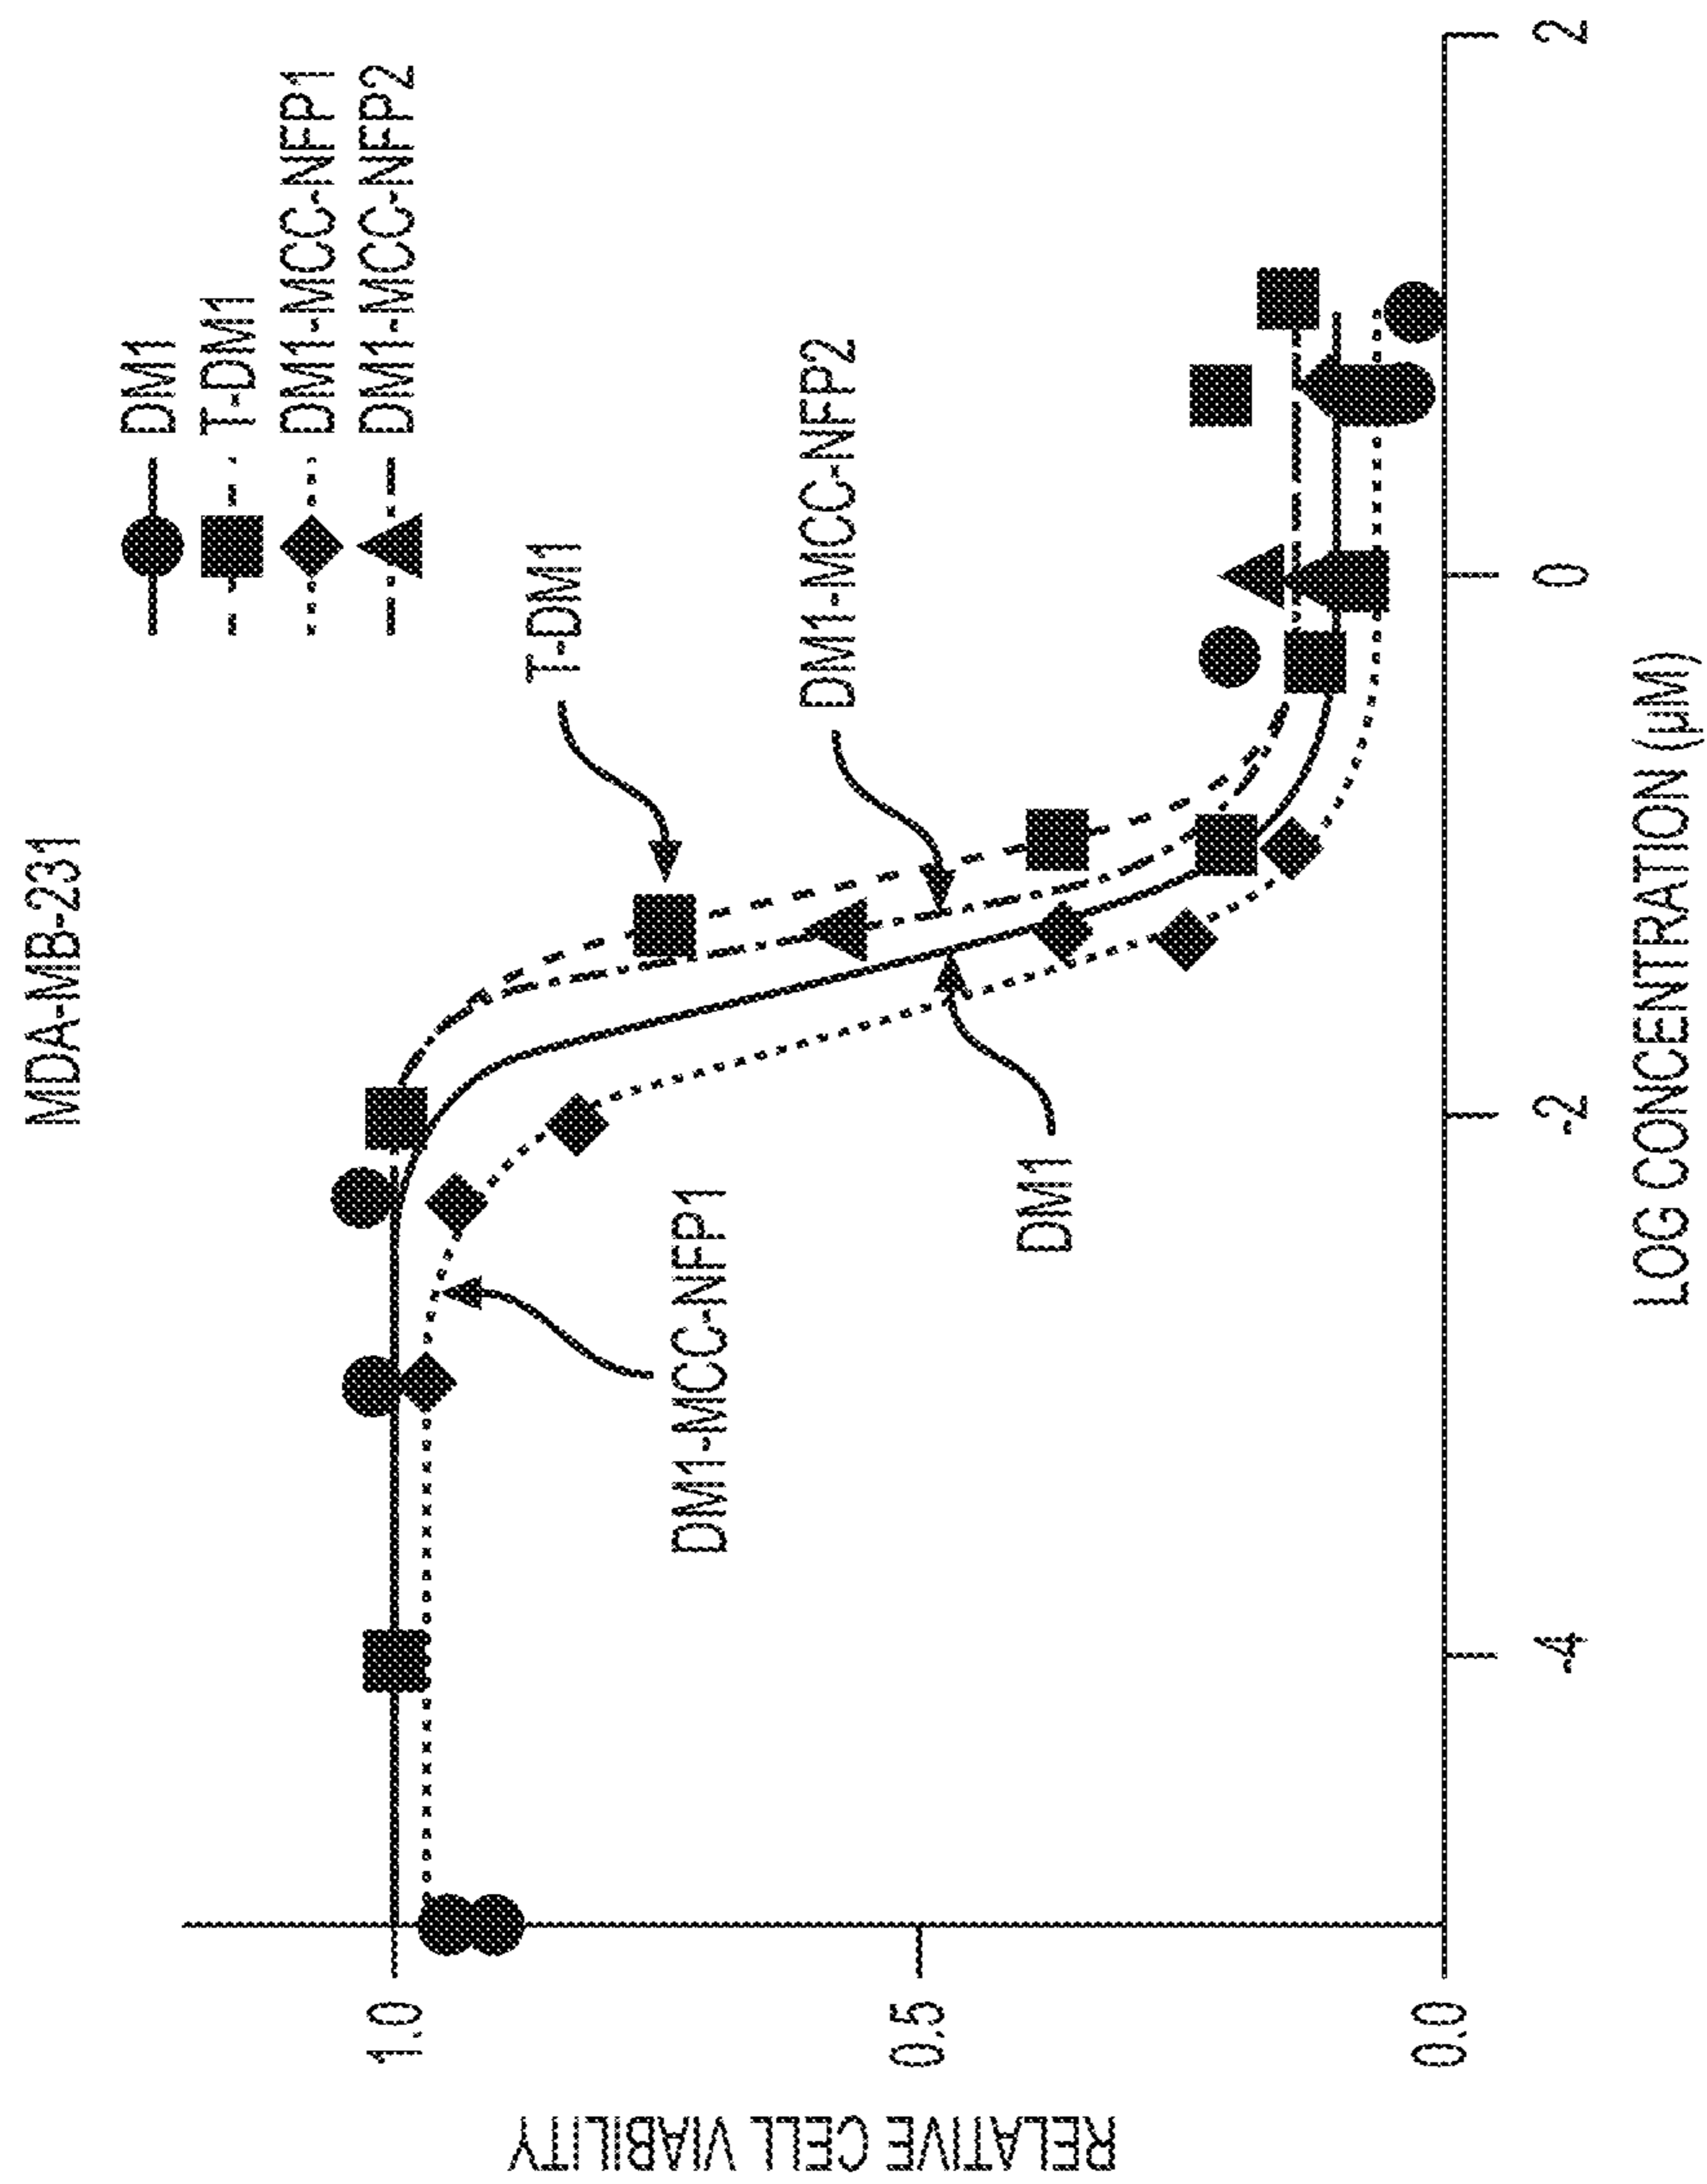 MDA-MB-231
DM1
T-DM1
DM1-MCC-NFP1
DM1-MCC-NFP2
T-DM1
DM1-MCC-NFP2
DM1-MCC-NFP1
DM1
RELATIVE CELL VIABILITY
1.0
0.5
0.0
-4
-2
0
2
LOG CONCENTRATION (µM)